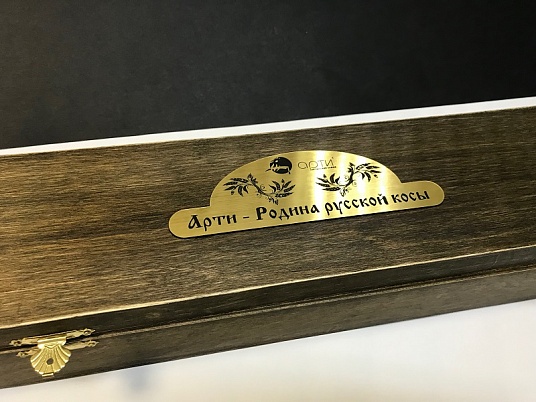 арти
Арти - Родина русской косы